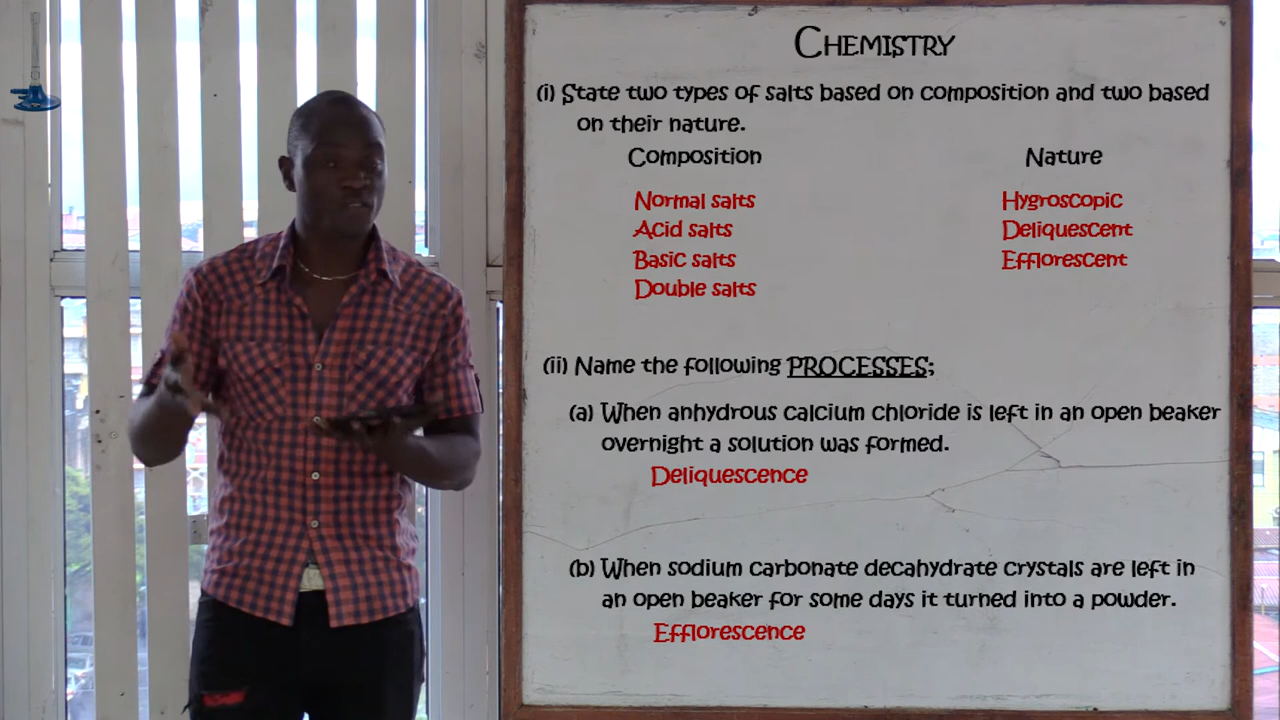 CHEMISTRY
(i) State two types of salts based on composition and two based
on their nature.
Composition Nature
Normal salts Hygroscopic
Acid salts Deliquescent
Basic salts Efflorescent
Double salts
(ii) Name the following PROCESSES;
(a) When anhydrous calcium chloride is left in an open beaker
overnight a solution was formed.
Deliquescence
(b) When sodium carbonate decahydrate crystals are left in
an open beaker for some days it turned into a powder.
Efflorescence